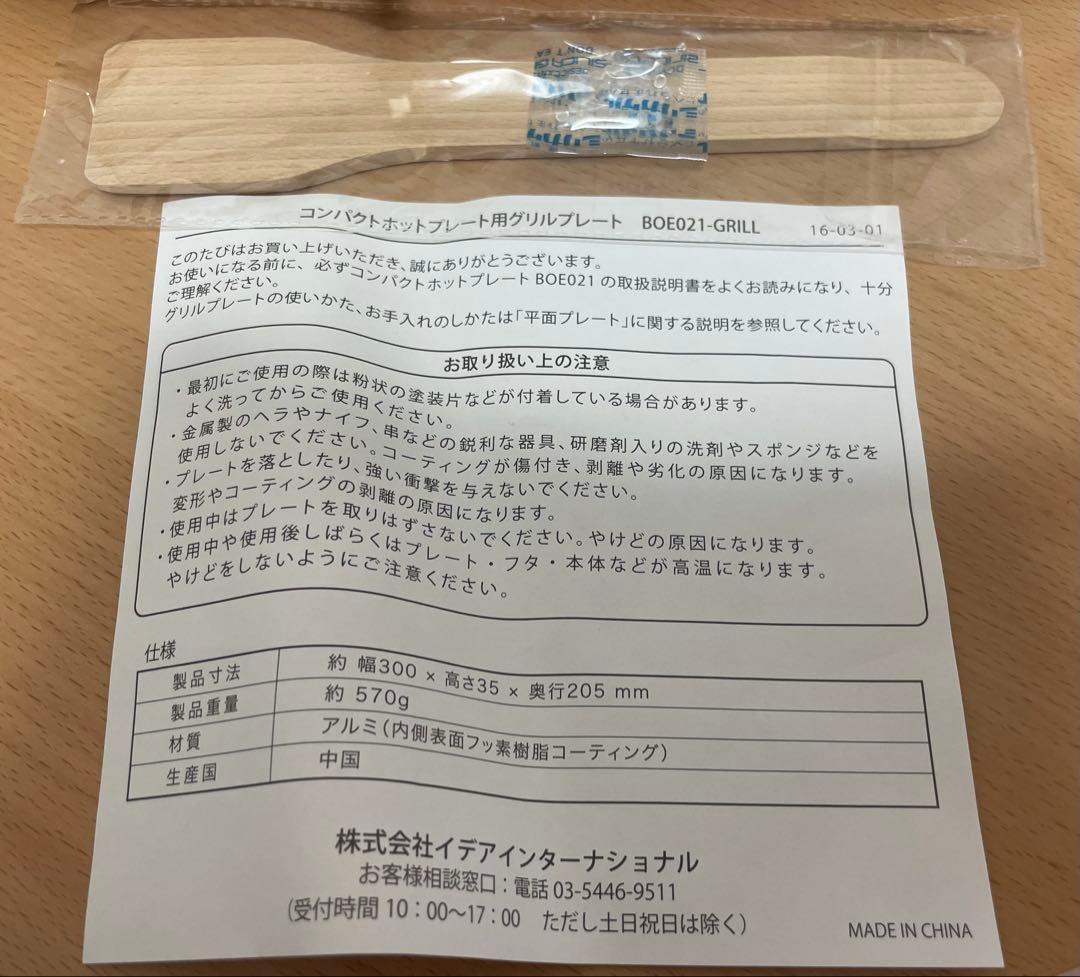 SILICA G
DON'T EA
シリカゲル
コンパクトホットプレート用グリルプレート BOE021-GRILL 16-03-01
このたびはお買い上げいただき、誠にありがとうございます。
お使いになる前に、必ずコンパクトホットプレート BOE021 の取扱説明書をよくお読みになり、十分
ご理解ください。
グリルプレートの使いかた、お手入れのしかたは「平面プレート」に関する説明を参照してください。
お取り扱い上の注意
・最初にご使用の際は粉状の塗装片などが付着している場合があります。
よく洗ってからご使用ください。
・金属製のヘラやナイフ、串などの鋭利な器具、研磨剤入りの洗剤やスポンジなどを
使用しないでください。コーティングが傷付き、剥離や劣化の原因になります。
・プレートを落としたり、強い衝撃を与えないでください。
変形やコーティングの剥離の原因になります。
・使用中はプレートを取りはずさないでください。やけどの原因になります。
・使用中や使用後しばらくはプレート・フタ・本体などが高温になります。
やけどをしないようにご注意ください。
仕様
製品寸法 約 幅300 × 高さ35 × 奥行205 mm
製品重量 約 570g
材質 アルミ（内側表面フッ素樹脂コーティング）
生産国 中国
株式会社イデアインターナショナル
お客様相談窓口：電話 03-5446-9511
（受付時間 10：00〜17：00 ただし土日祝日は除く）
MADE IN CHINA